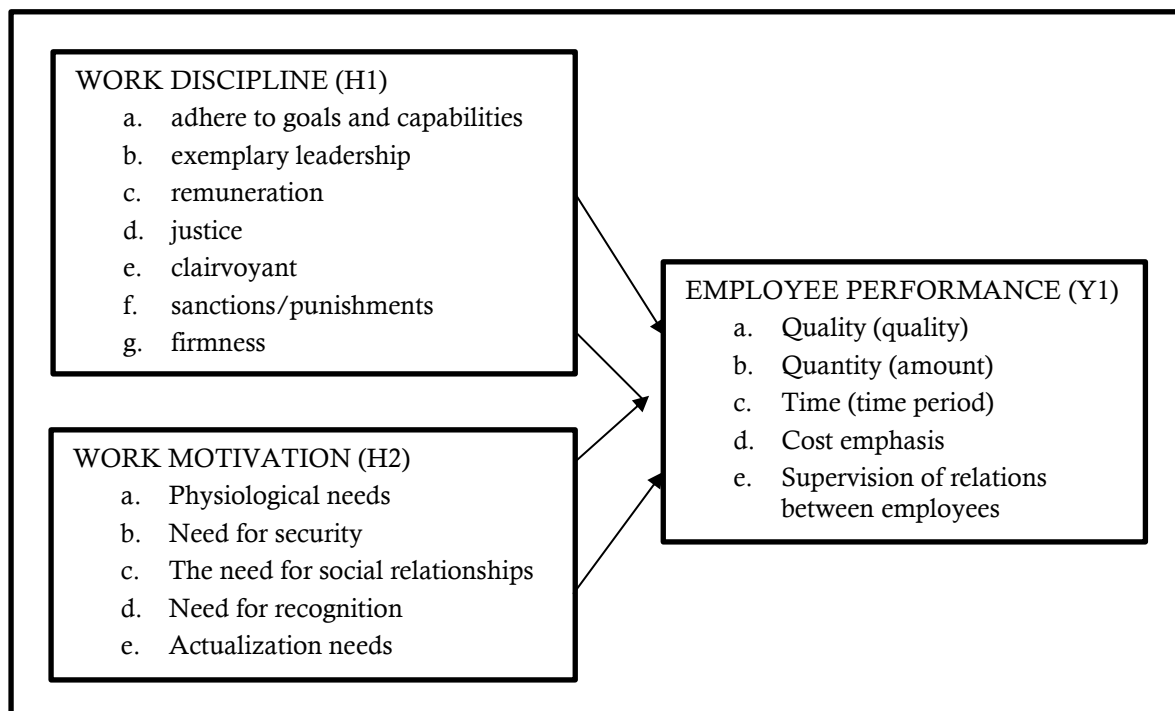 WORK DISCIPLINE (H1)
a. adhere to goals and capabilities
b. exemplary leadership
c. remuneration
d. justice
e. clairvoyant
f. sanctions/punishments
g. firmness
WORK MOTIVATION (H2)
a. Physiological needs
b. Need for security
c. The need for social relationships
d. Need for recognition
e. Actualization needs
EMPLOYEE PERFORMANCE (Y1)
a. Quality (quality)
b. Quantity (amount)
c. Time (time period)
d. Cost emphasis
e. Supervision of relations
between employees